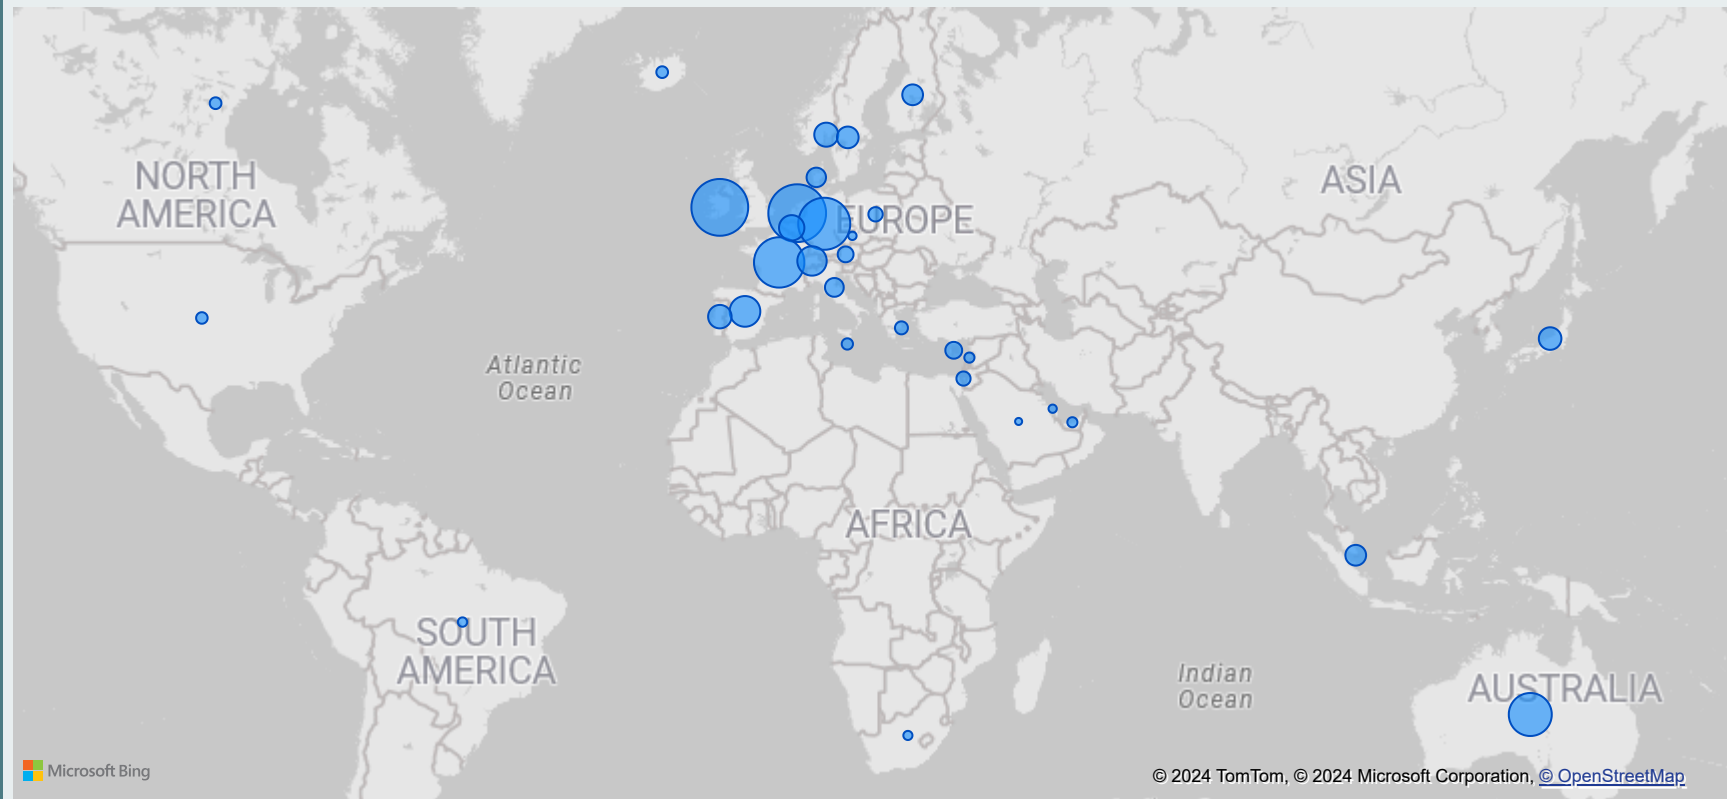 NORTH
AMERICA
EUROPE
ASIA
Atlantic
Ocean
AFRICA
SOUTH
AMERICA
Indian
Ocean
AUSTRALIA
Microsoft Bing
© 2024 TomTom, © 2024 Microsoft Corporation, © OpenStreetMap